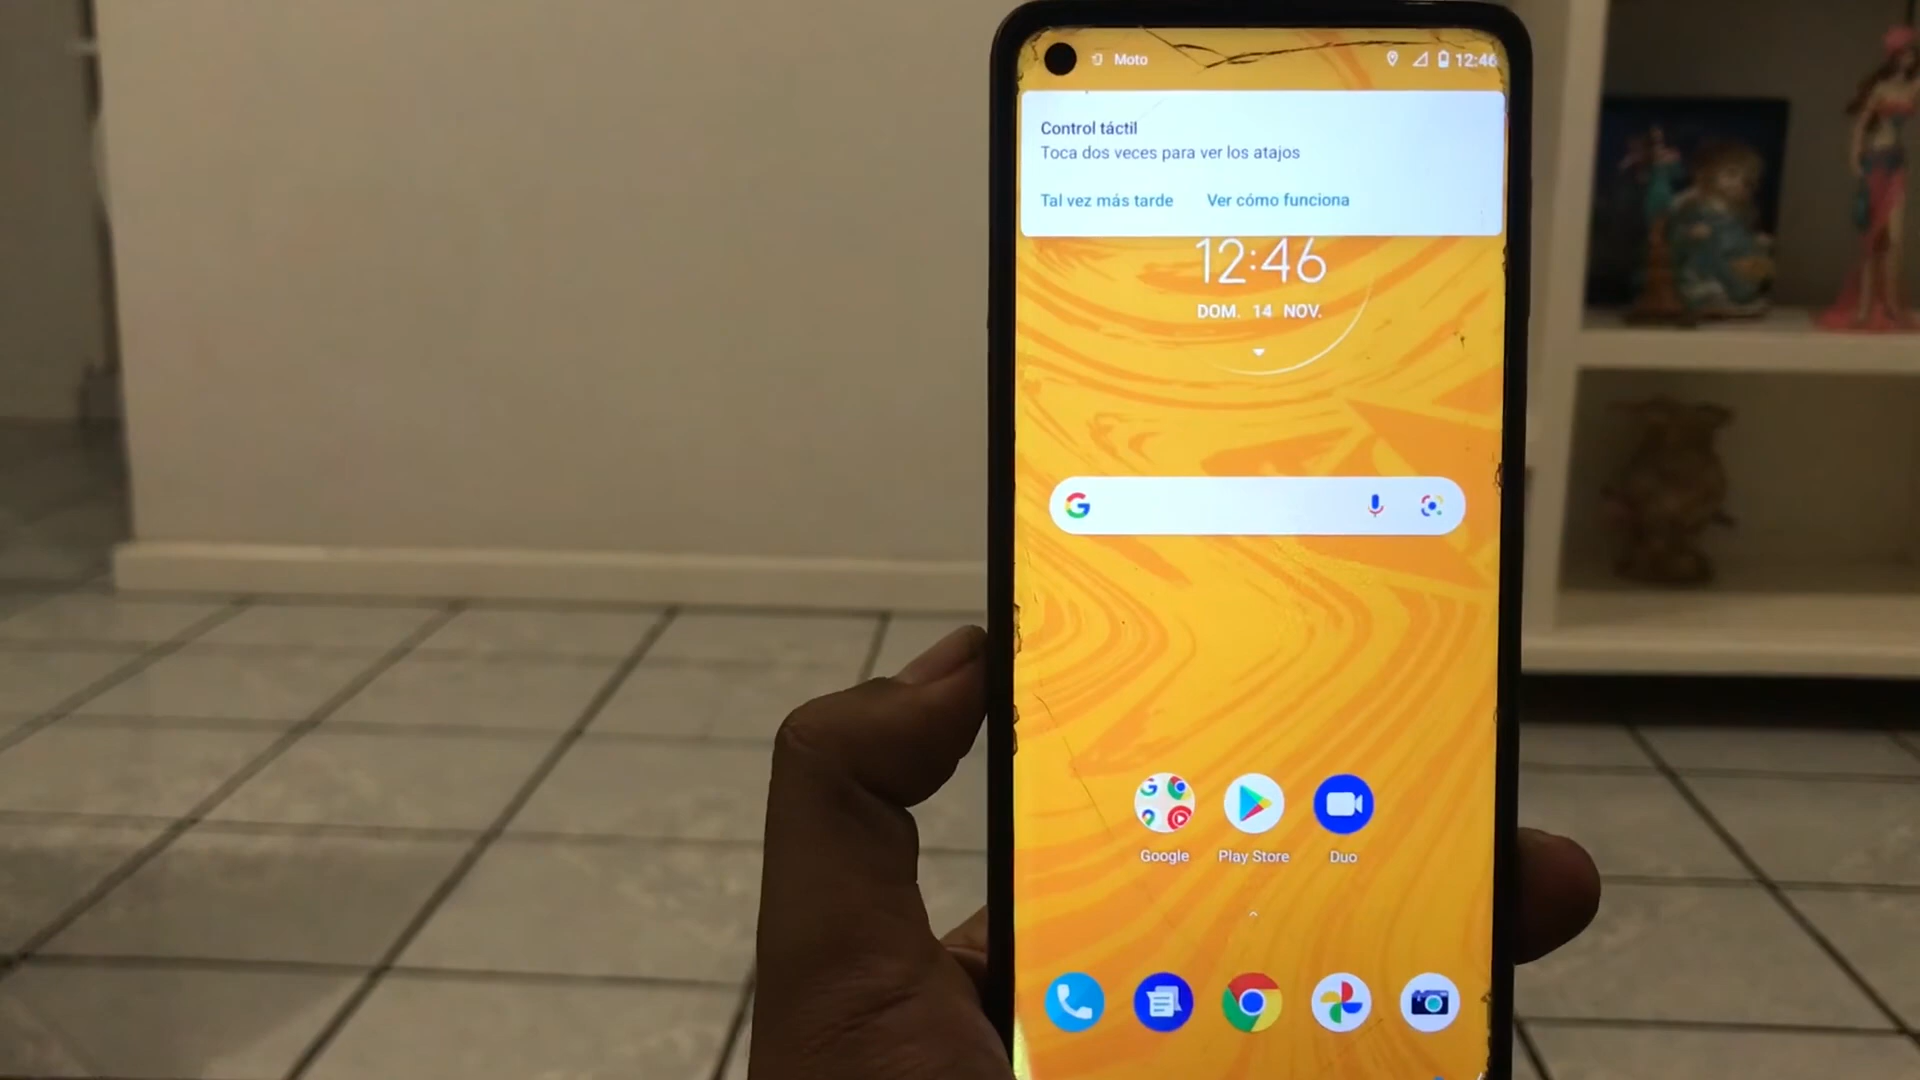 Moto
12:46
Control táctil
Toca dos veces para ver los atajos
Tal vez más tarde
Ver cómo funciona
12:46
DOM. 14 NOV.
Google
Play Store
Duo